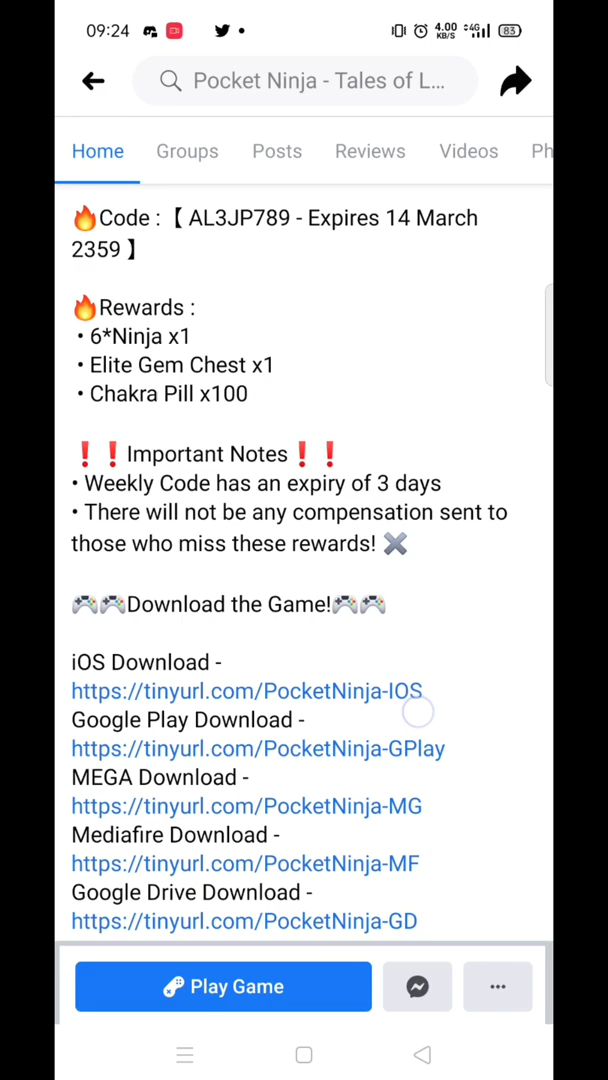 09:24
4.00 KB/S 4G 83
Pocket Ninja - Tales of L...
Home Groups Posts Reviews Videos Ph
🔥Code :【 AL3JP789 - Expires 14 March
2359 】
🔥Rewards :
• 6*Ninja x1
• Elite Gem Chest x1
• Chakra Pill x100
❗❗Important Notes❗❗
• Weekly Code has an expiry of 3 days
• There will not be any compensation sent to
those who miss these rewards! ✖
🎮🎮Download the Game!🎮🎮
iOS Download -
https://tinyurl.com/PocketNinja-IOS
Google Play Download -
https://tinyurl.com/PocketNinja-GPlay
MEGA Download -
https://tinyurl.com/PocketNinja-MG
Mediafire Download -
https://tinyurl.com/PocketNinja-MF
Google Drive Download -
https://tinyurl.com/PocketNinja-GD
Play Game